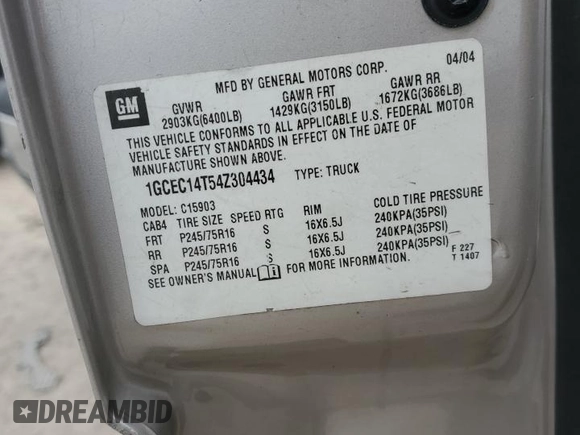 MFD BY GENERAL MOTORS CORP. 04/04
GM
GVWR GAWR FRT GAWR RR
2903KG(6400LB) 1429KG(3150LB) 1672KG(3686LB)
THIS VEHICLE CONFORMS TO ALL APPLICABLE U.S. FEDERAL MOTOR
VEHICLE SAFETY STANDARDS IN EFFECT ON THE DATE OF
MANUFACTURE SHOWN ABOVE.
1GCEC14T54Z304434 TYPE: TRUCK
MODEL: C15903
CAB4 TIRE SIZE SPEED RTG RIM COLD TIRE PRESSURE
FRT P245/75R16 S 16X6.5J 240KPA(35PSI)
RR P245/75R16 S 16X6.5J 240KPA(35PSI)
SPA P245/75R16 S 16X6.5J 240KPA(35PSI)
SEE OWNER'S MANUAL FOR MORE INFORMATION.
F 227
T 1407
DREAMBID